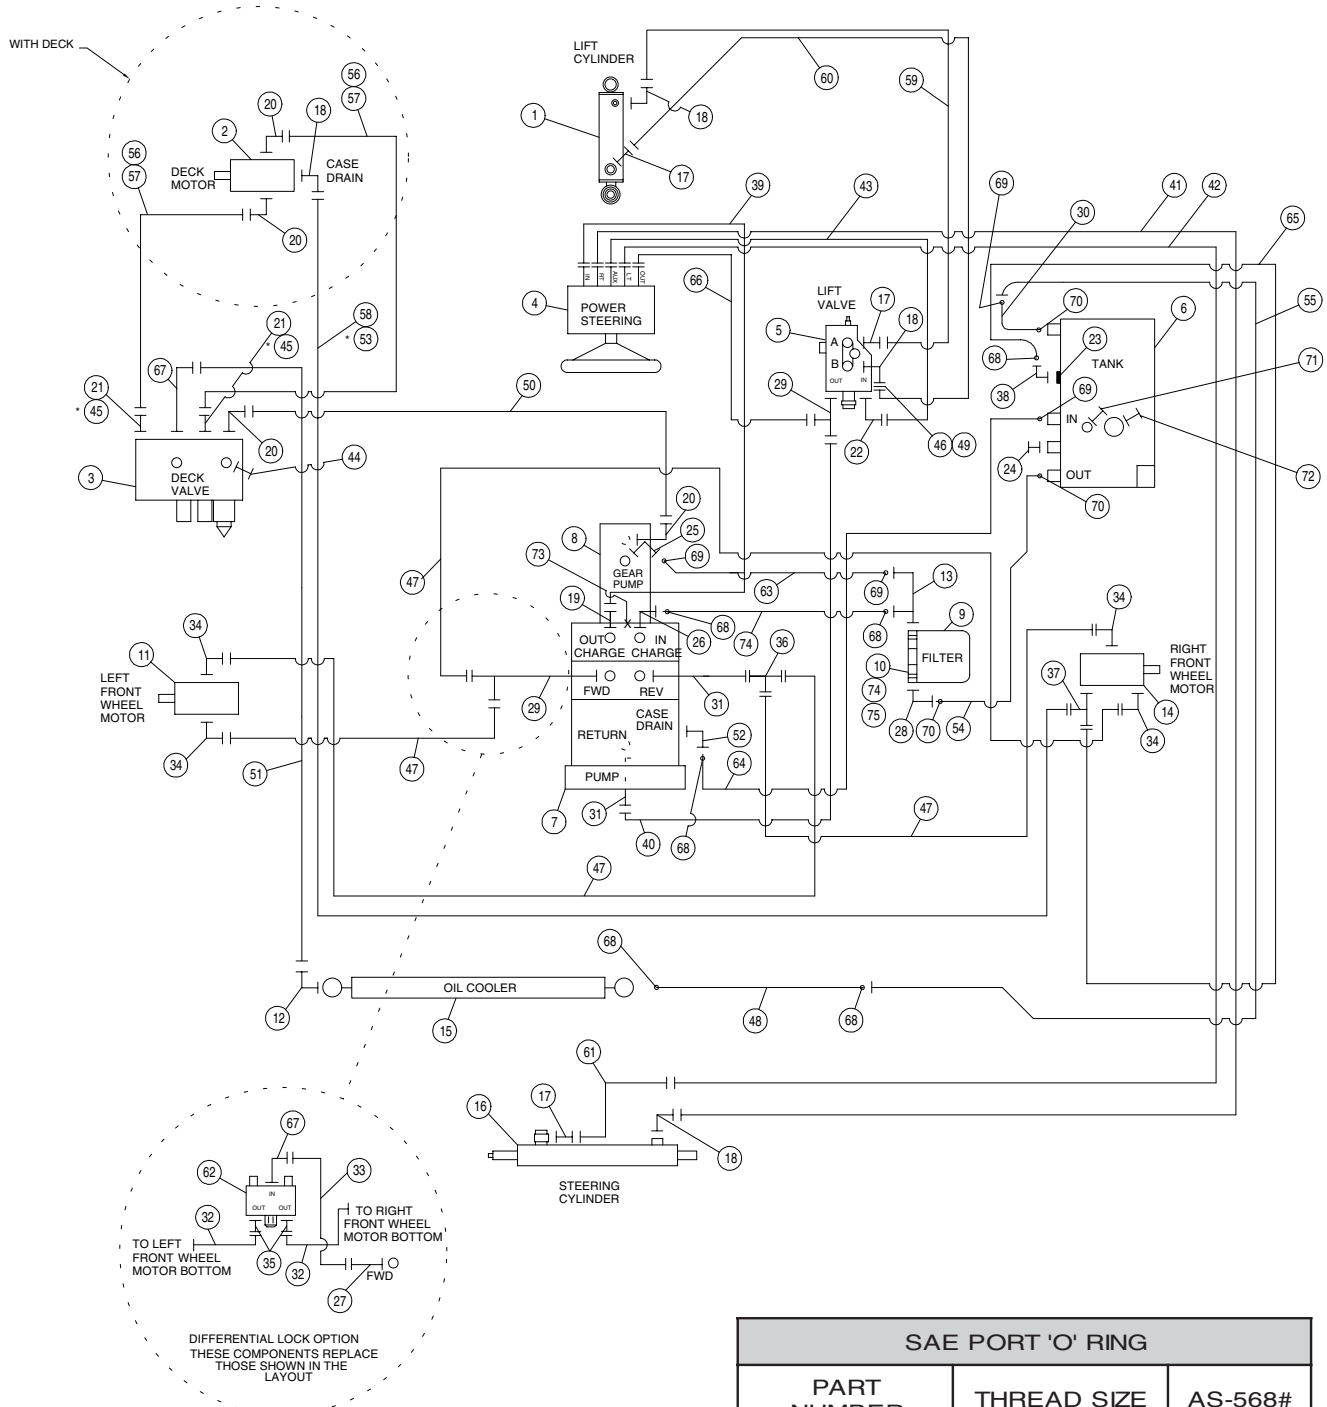 WITH DECK
56
57
20
18
2
DECK
MOTOR
CASE
DRAIN
56
57
20
LIFT
CYLINDER
1
18
17
60
59
39
43
69
30
41
42
65
IN
RT
AUX
LT
OUT
4
POWER
STEERING
66
LIFT
VALVE
5
A
B
OUT
IN
17
18
70
6
55
TANK
23
71
68
38
69
IN
24
OUT
70
72
21
* 45
58
* 53
67
21
* 45
20
50
29
22
46
49
3
DECK
VALVE
44
8
20
25
73
GEAR
PUMP
69
47
63
69
13
19
OUT
CHARGE
IN
CHARGE
26
68
74
68
9
FILTER
10
74
75
36
34
34
11
LEFT
FRONT
WHEEL
MOTOR
34
29
FWD
REV
31
RIGHT
FRONT
WHEEL
MOTOR
37
14
34
28
70
54
CASE
DRAIN
RETURN
52
47
51
64
PUMP
7
31
40
68
47
47
68
OIL COOLER
12
15
48
68
61
17
16
18
STEERING
CYLINDER
67
62
33
IN
OUT
OUT
32
TO RIGHT
FRONT WHEEL
MOTOR BOTTOM
TO LEFT
FRONT WHEEL
MOTOR BOTTOM
35
32
FWD
27
DIFFERENTIAL LOCK OPTION
THESE COMPONENTS REPLACE
THOSE SHOWN IN THE
LAYOUT
SAE PORT 'O' RING
PART
NUMBER
THREAD SIZE
AS-568#